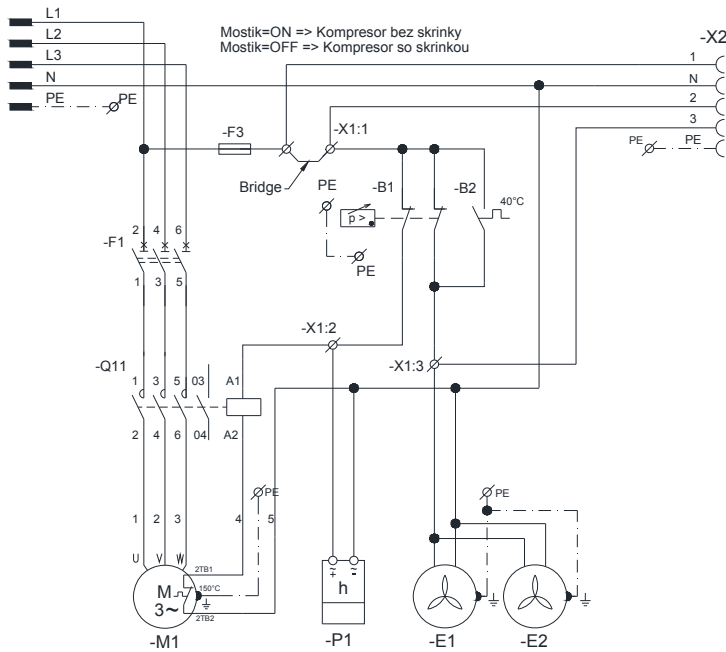 L1
L2
L3
N
PE
PE
Mostik=ON => Kompresor bez skrinky
Mostik=OFF => Kompresor so skrinkou
-X2
1
N
2
3
PE
PE
-F3
-X1:1
Bridge
PE
-B1
-B2
40°C
p >
PE
2 4 6
-F1
1 3 5
-X1:2
-X1:3
-Q11
1 3 5 03 A1
2 4 6 04 A2
PE
PE
1 2 3 4 5
U V W
2TB1
150°C
M
3~
2TB2
≂ ≂
+ -
h
-M1
-P1
-E1
-E2